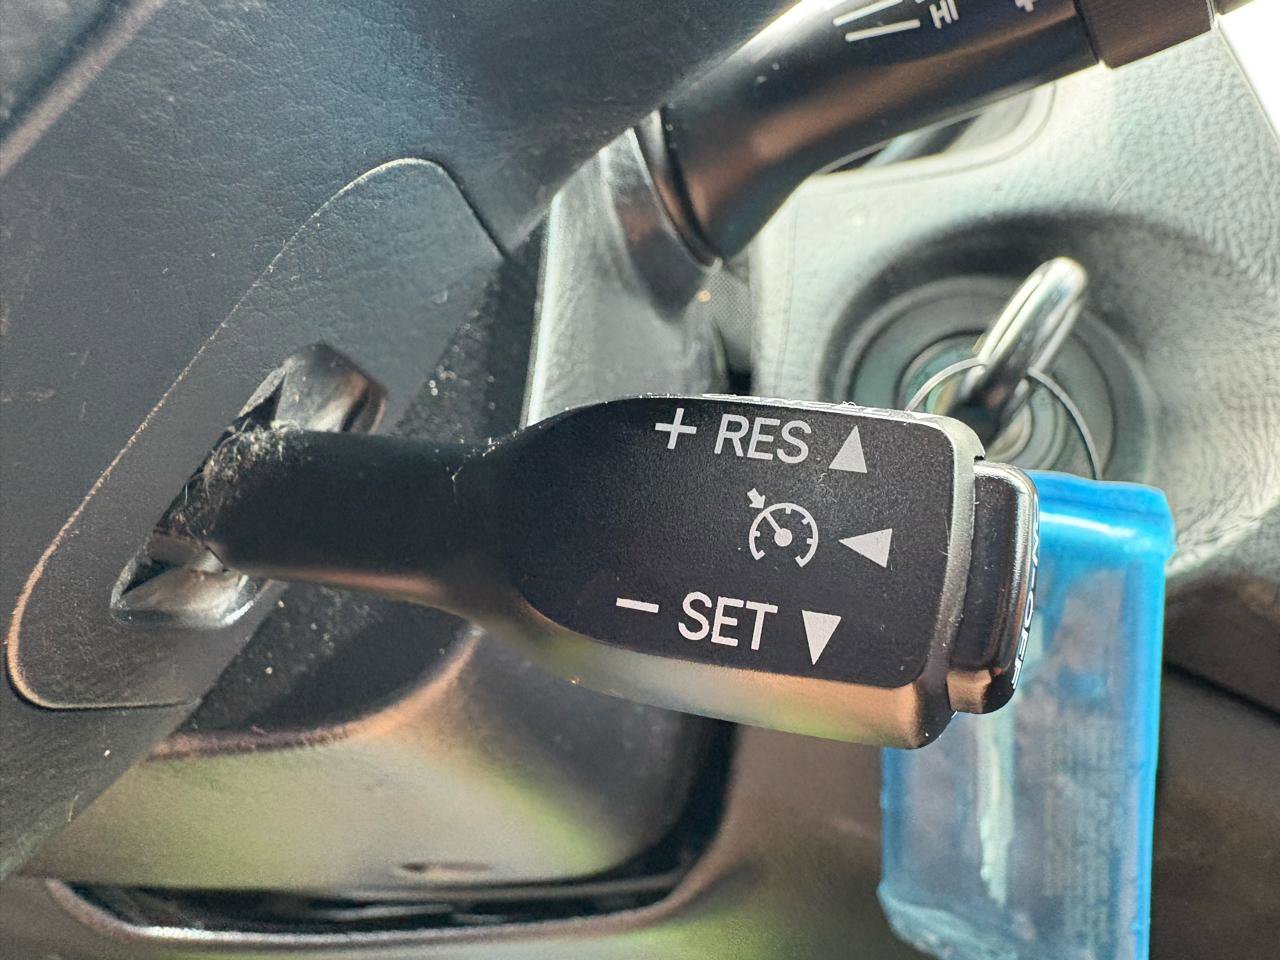 HI
+ RES ▲
◀
− SET ▼